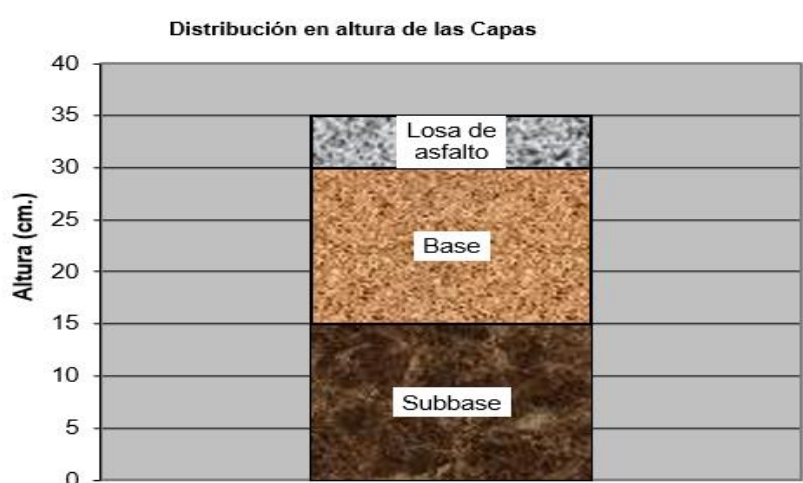 Distribución en altura de las Capas
40
35
30
25
20
15
10
5
0
Altura (cm.)
Losa de
asfalto
Base
Subbase